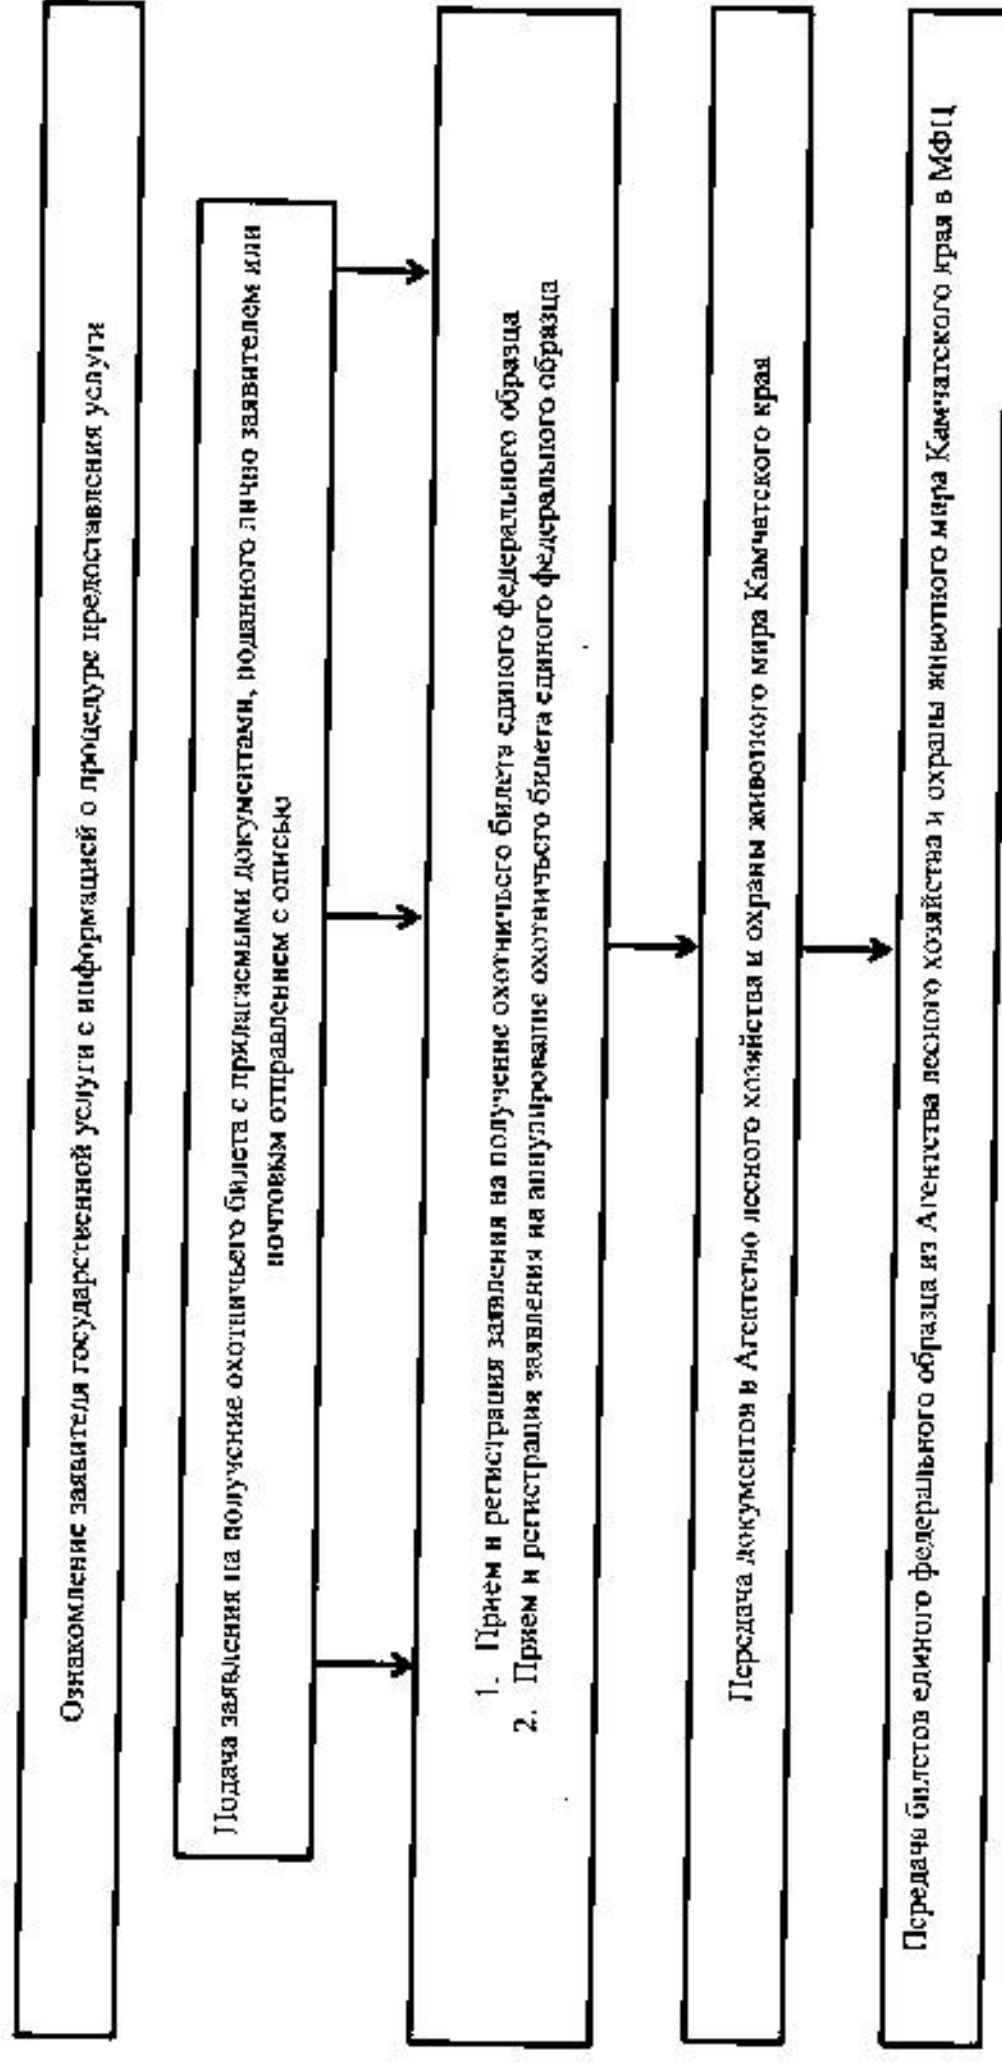 Ознакомление заявителя государственной услуги с информацией о процедуре предоставления услуги
Подача заявления на получение охотничьего билета с прилагаемыми документами, поданного лично заявителем или
почтовым отправлением с описью
1. Прием и регистрация заявления на получение охотничьего билета единого федерального образца
2. Прием и регистрация заявления на аннулирование охотничьего билета единого федерального образца
Передача документов в Агентство лесного хозяйства и охраны животного мира Камчатского края
Передача билетов единого федерального образца из Агентства лесного хозяйства и охраны животного мира Камчатского края в МФЦ